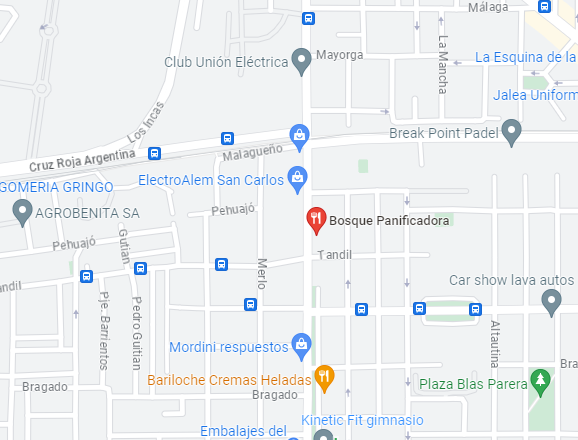 Málaga
Mayorga
La Mancha
La Esquina de la
Club Unión Eléctrica
Jalea Uniform
Los Incas
Break Point Padel
Cruz Roja Argentina
Malagueño
GOMERIA GRINGO
ElectroAlem San Carlos
AGROBENITA SA
Pehuajó
Bosque Panificadora
Pehuajó
Gutian
Tandil
Merlo
Car show lava autos
ndil
Pje. Barrientos
Pedro Guitian
Altautina
Mordini respuestos
Bra
Bariloche Cremas Heladas
Bragado
Plaza Blas Parera
Bragado
Kinetic Fit gimnasio
Embalajes del